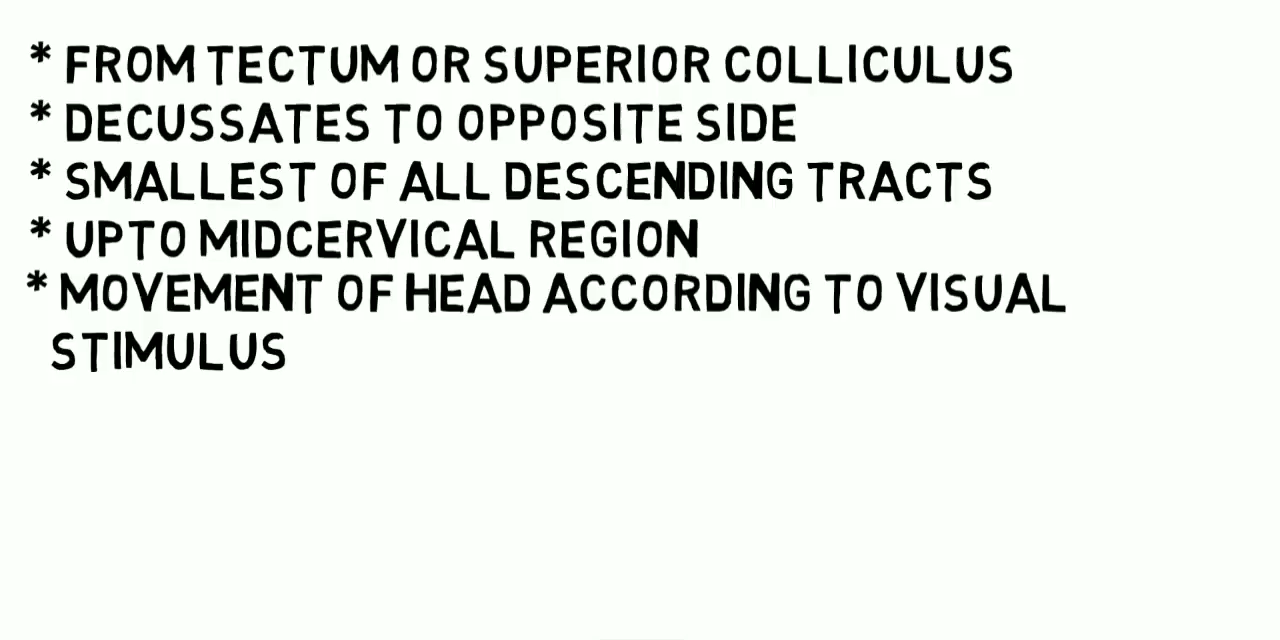 * FROM TECTUM OR SUPERIOR COLLICULUS
* DECUSSATES TO OPPOSITE SIDE
* SMALLEST OF ALL DESCENDING TRACTS
* UPTO MIDCERVICAL REGION
* MOVEMENT OF HEAD ACCORDING TO VISUAL
STIMULUS